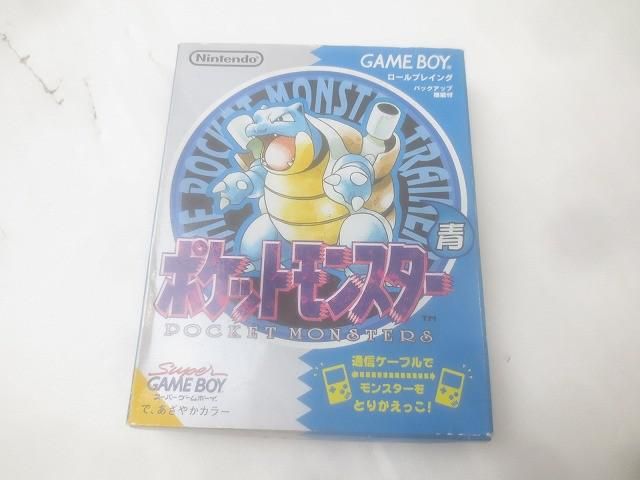 Nintendo
GAME BOY
ロールプレイング
バックアップ
機能付
POCKET MONSTER TRAINER
青
ポケットモンスター
TM
POCKET MONSTERS
Super
GAME BOY
スーパーゲームボーイ
で、あざやかカラー
通信ケーブルで
モンスターを
とりかえっこ!